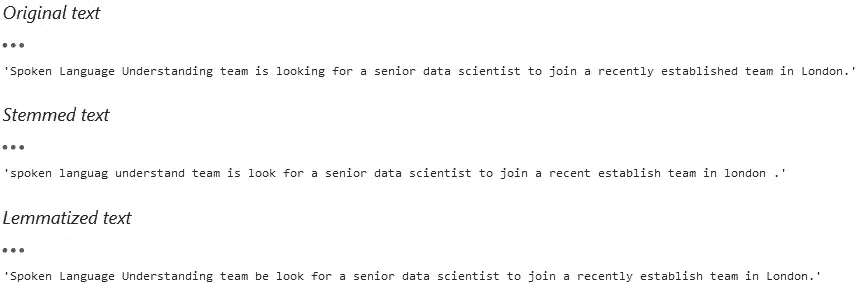 Original text
•••
'Spoken Language Understanding team is looking for a senior data scientist to join a recently established team in London.'
Stemmed text
•••
'spoken languag understand team is look for a senior data scientist to join a recent establish team in london .'
Lemmatized text
•••
'Spoken Language Understanding team be look for a senior data scientist to join a recently establish team in London.'